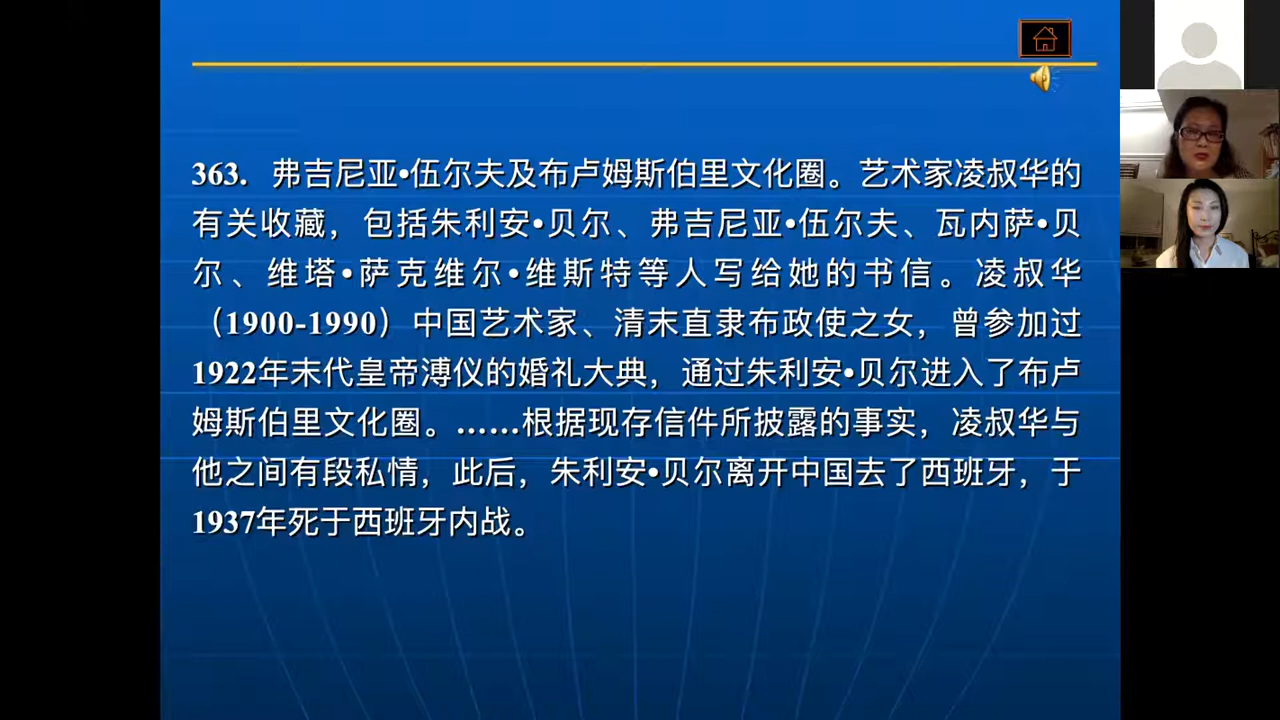 363. 弗吉尼亚•伍尔夫及布卢姆斯伯里文化圈。艺术家凌叔华的
有关收藏，包括朱利安•贝尔、弗吉尼亚•伍尔夫、瓦内萨•贝
尔、维塔•萨克维尔•维斯特等人写给她的书信。凌叔华
（1900-1990）中国艺术家、清末直隶布政使之女，曾参加过
1922年末代皇帝溥仪的婚礼大典，通过朱利安•贝尔进入了布卢
姆斯伯里文化圈。……根据现存信件所披露的事实，凌叔华与
他之间有段私情，此后，朱利安•贝尔离开中国去了西班牙，于
1937年死于西班牙内战。